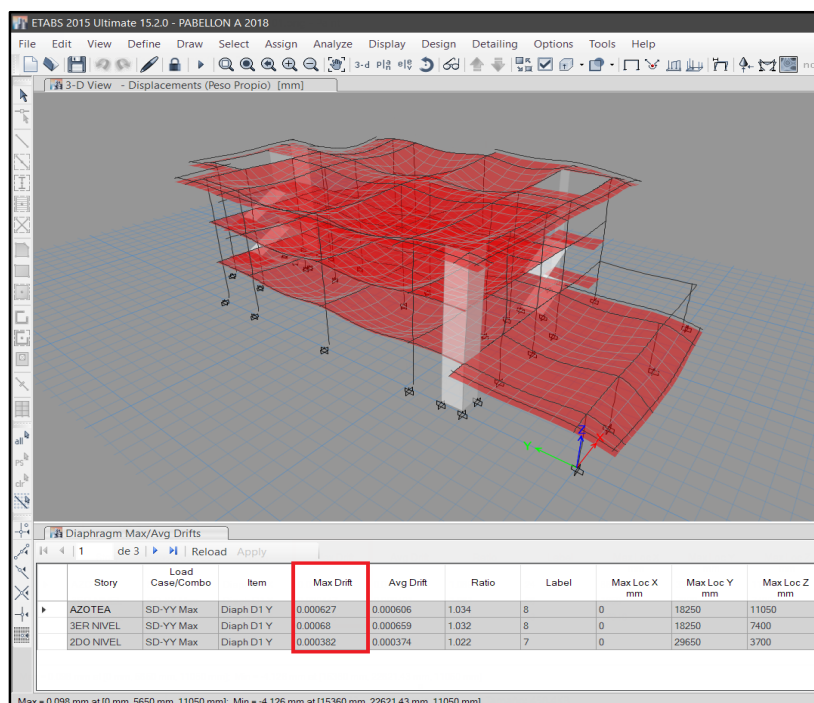 ETABS 2015 Ultimate 15.2.0 - PABELLON A 2018
File Edit View Define Draw Select Assign Analyze Display Design Detailing Options Tools Help
3-d
3-D View - Displacements (Peso Propio) [mm]
all
PS
clr
Diaphragm Max/Avg Drifts
1 de 3 Reload Apply
Story Load Case/Combo Item Max Drift Avg Drift Ratio Label Max Loc X mm Max Loc Y mm Max Loc Z mm
AZOTEA SD-YY Max Diaph D1 Y 0.000627 0.000606 1.034 8 0 18250 11050
3ER NIVEL SD-YY Max Diaph D1 Y 0.00068 0.000659 1.032 8 0 18250 7400
2DO NIVEL SD-YY Max Diaph D1 Y 0.000382 0.000374 1.022 7 0 29650 3700
Max = 0.098 mm at [0 mm, 5650 mm, 11050 mm]; Min = -4.126 mm at [15360 mm, 22621.43 mm, 11050 mm]